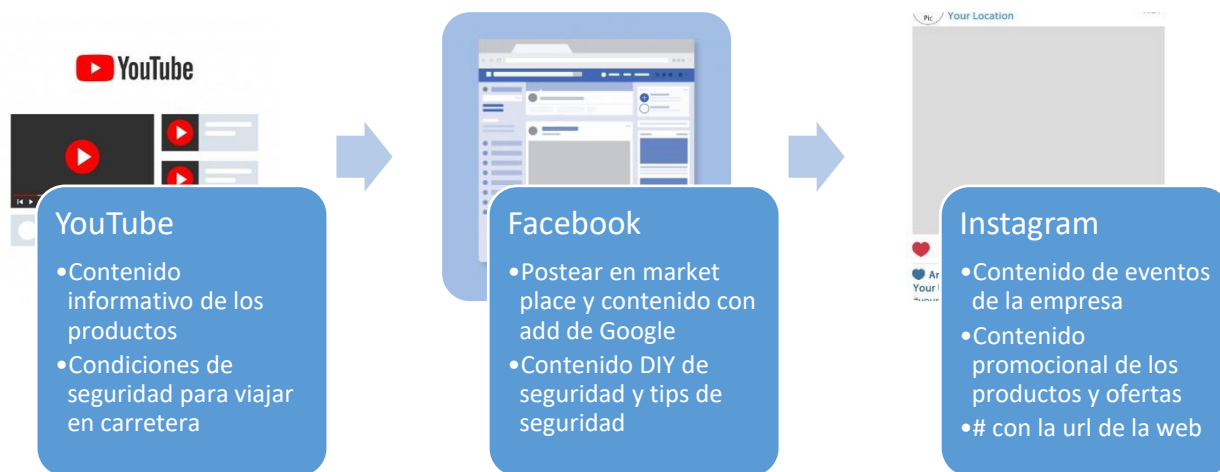 YouTube
YouTube
•Contenido
informativo de los
productos
•Condiciones de
seguridad para viajar
en carretera
Facebook
•Postear en market
place y contenido con
add de Google
•Contenido DIY de
seguridad y tips de
seguridad
Pic
Your Location
Instagram
•Contenido de eventos
de la empresa
•Contenido
promocional de los
productos y ofertas
•# con la url de la web